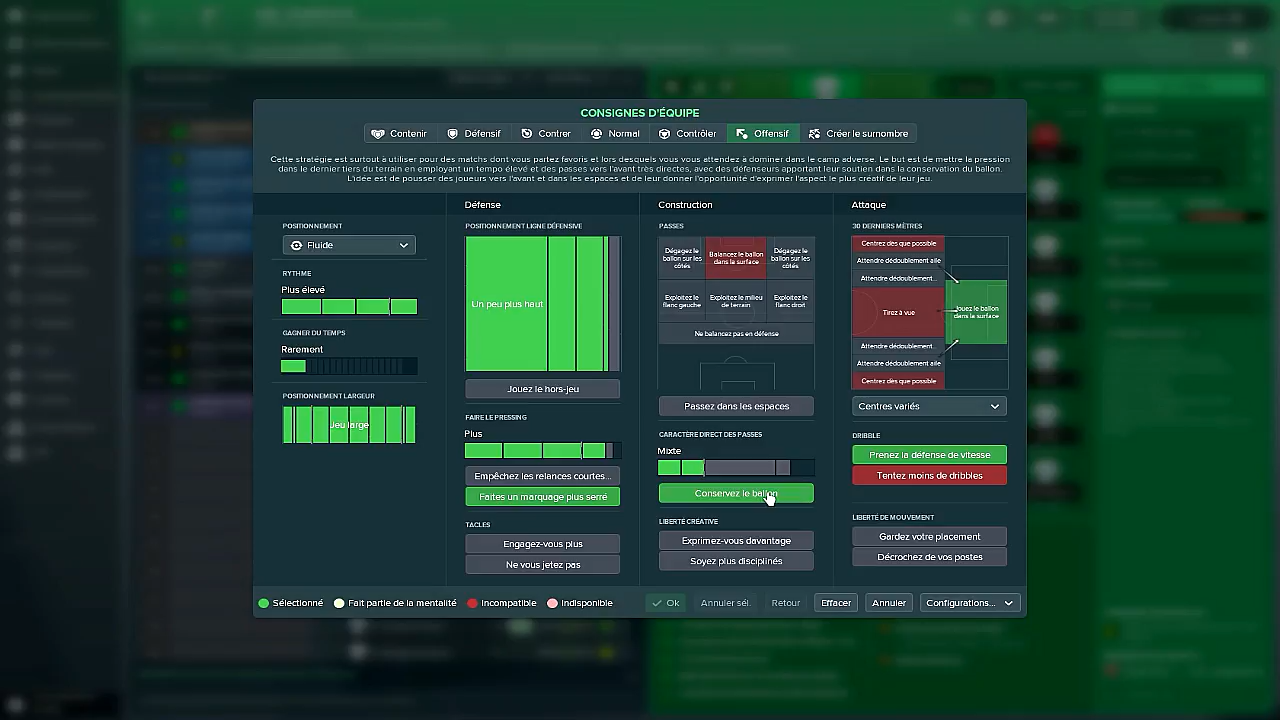 CONSIGNES D'ÉQUIPE
Contenir
Défensif
Contrer
Normal
Contrôler
Offensif
Créer le surnombre
Cette stratégie est surtout à utiliser pour des matchs dont vous partez favoris et lors desquels vous vous attendez à dominer dans le camp adverse. Le but est de mettre la pression
dans le dernier tiers du terrain en employant un tempo élevé et des passes vers l'avant très directes, avec des défenseurs apportant leur soutien dans la conservation du ballon.
L'idée est de pousser des joueurs vers l'avant et dans les espaces et de leur donner l'opportunité d'exprimer l'aspect le plus créatif de leur jeu.
POSITIONNEMENT
Fluide
RYTHME
Plus élevé
GAGNER DU TEMPS
Rarement
POSITIONNEMENT LARGEUR
Jeu large
Défense
POSITIONNEMENT LIGNE DÉFENSIVE
Un peu plus haut
Jouez le hors-jeu
FAIRE LE PRESSING
Plus
Empêchez les relances courtes...
Faites un marquage plus serré
TACLES
Engagez-vous plus
Ne vous jetez pas
Construction
PASSES
Dégagez le
ballon sur les
côtés
Balancez le ballon
dans la surface
Dégagez le
ballon sur les
côtés
Exploitez le
flanc gauche
Exploitez le milieu
de terrain
Exploitez le
flanc droit
Ne balancez pas en défense
Passez dans les espaces
CARACTÈRE DIRECT DES PASSES
Mixte
Conservez le ballon
LIBERTÉ CRÉATIVE
Exprimez-vous davantage
Soyez plus disciplinés
Attaque
30 DERNIERS MÈTRES
Centrez dès que possible
Attendre dédoublement aile
Attendre dédoublement...
Tirez à vue
Jouez le ballon
dans la surface
Attendre dédoublement...
Attendre dédoublement aile
Centrez dès que possible
Centres variés
DRIBBLE
Prenez la défense de vitesse
Tentez moins de dribbles
LIBERTÉ DE MOUVEMENT
Gardez votre placement
Décrochez de vos postes
Sélectionné
Fait partie de la mentalité
Incompatible
Indisponible
Ok
Annuler sél.
Retour
Effacer
Annuler
Configurations...